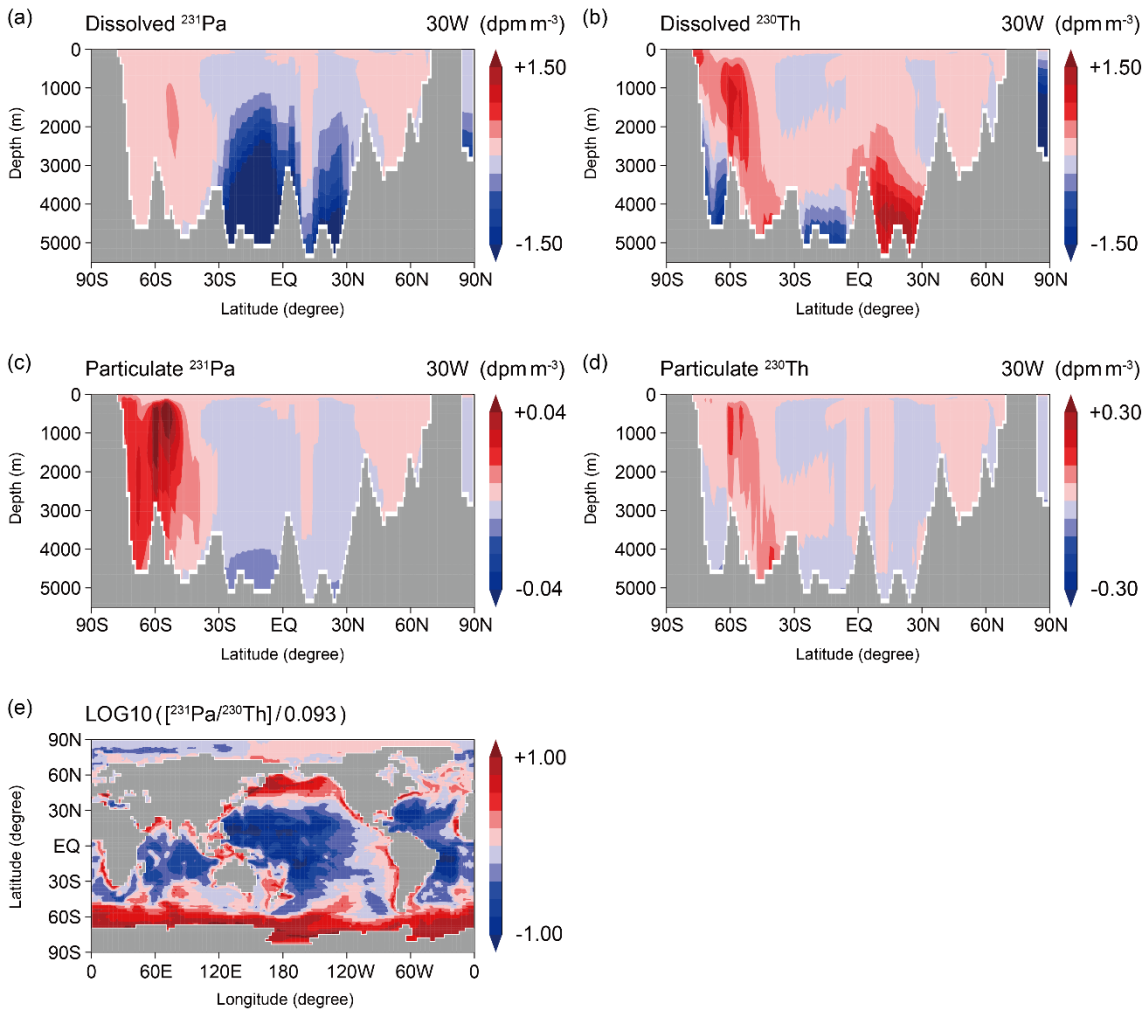 (a) Dissolved ²³¹Pa 30W (dpm m⁻³)
0
1000
2000
3000
4000
5000
Depth (m)
90S 60S 30S EQ 30N 60N 90N
Latitude (degree)
+1.50
-1.50
(b) Dissolved ²³⁰Th 30W (dpm m⁻³)
0
1000
2000
3000
4000
5000
Depth (m)
90S 60S 30S EQ 30N 60N 90N
Latitude (degree)
+1.50
-1.50
(c) Particulate ²³¹Pa 30W (dpm m⁻³)
0
1000
2000
3000
4000
5000
Depth (m)
90S 60S 30S EQ 30N 60N 90N
Latitude (degree)
+0.04
-0.04
(d) Particulate ²³⁰Th 30W (dpm m⁻³)
0
1000
2000
3000
4000
5000
Depth (m)
90S 60S 30S EQ 30N 60N 90N
Latitude (degree)
+0.30
-0.30
(e) LOG10 ( [²³¹Pa/²³⁰Th] / 0.093 )
90N
60N
30N
EQ
30S
60S
90S
Latitude (degree)
0 60E 120E 180 120W 60W 0
Longitude (degree)
+1.00
-1.00